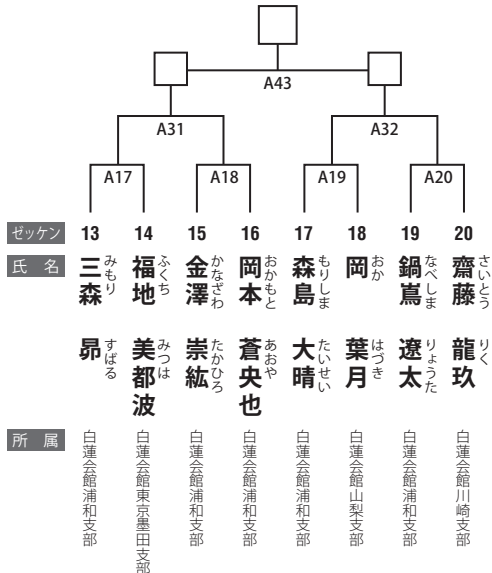 A43
A31
A32
A17
A18
A19
A20
ゼッケン
13
14
15
16
17
18
19
20
氏 名
三森 昴
みもり すばる
福地 美都波
ふくち みつは
金澤 崇紘
かなざわ たかひろ
岡本 蒼央也
おかもと あおや
森島 大晴
もりしま たいせい
岡 葉月
おか はづき
鍋嶌 遼太
なべしま りょうた
齋藤 龍玖
さいとう りく
所 属
白蓮会館浦和支部
白蓮会館東京墨田支部
白蓮会館浦和支部
白蓮会館浦和支部
白蓮会館浦和支部
白蓮会館山梨支部
白蓮会館浦和支部
白蓮会館川崎支部